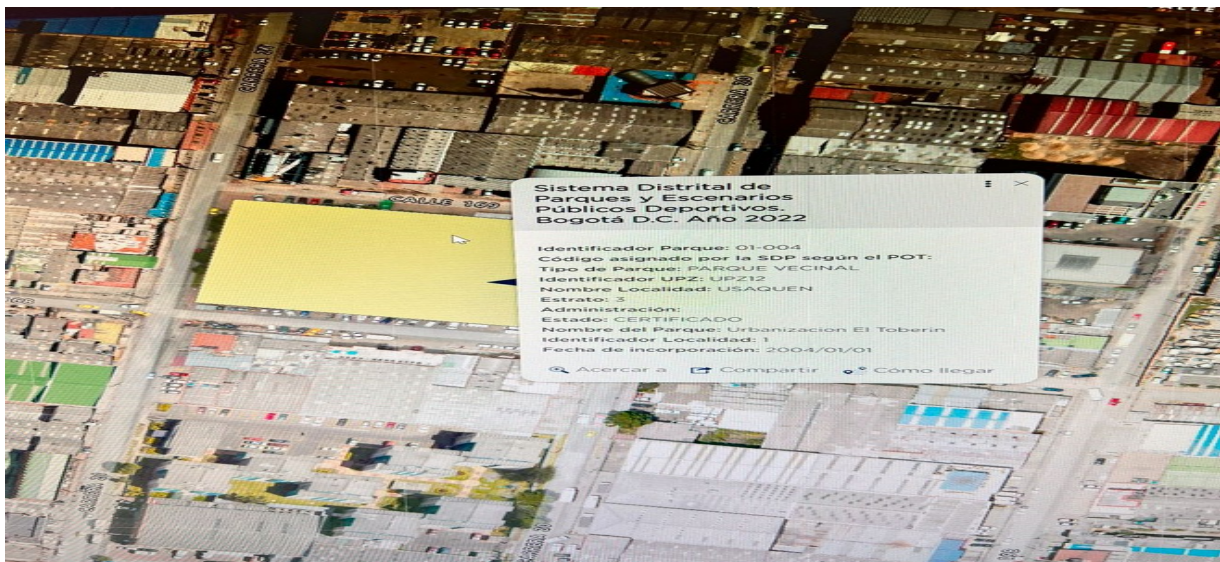 CALLE 169
Sistema Distrital de
Parques y Escenarios
Públicos Deportivos.
Bogotá D.C. Año 2022
Identificador Parque: 01-004
Código asignado por la SDP según el POT:
Tipo de Parque: PARQUE VECINAL
Identificador UPZ: UPZ12
Nombre Localidad: USAQUEN
Estrato: 3
Administración:
Estado: CERTIFICADO
Nombre del Parque: Urbanizacion El Toberin
Identificador Localidad: 1
Fecha de incorporación: 2004/01/01
Acercar a Compartir Cómo llegar